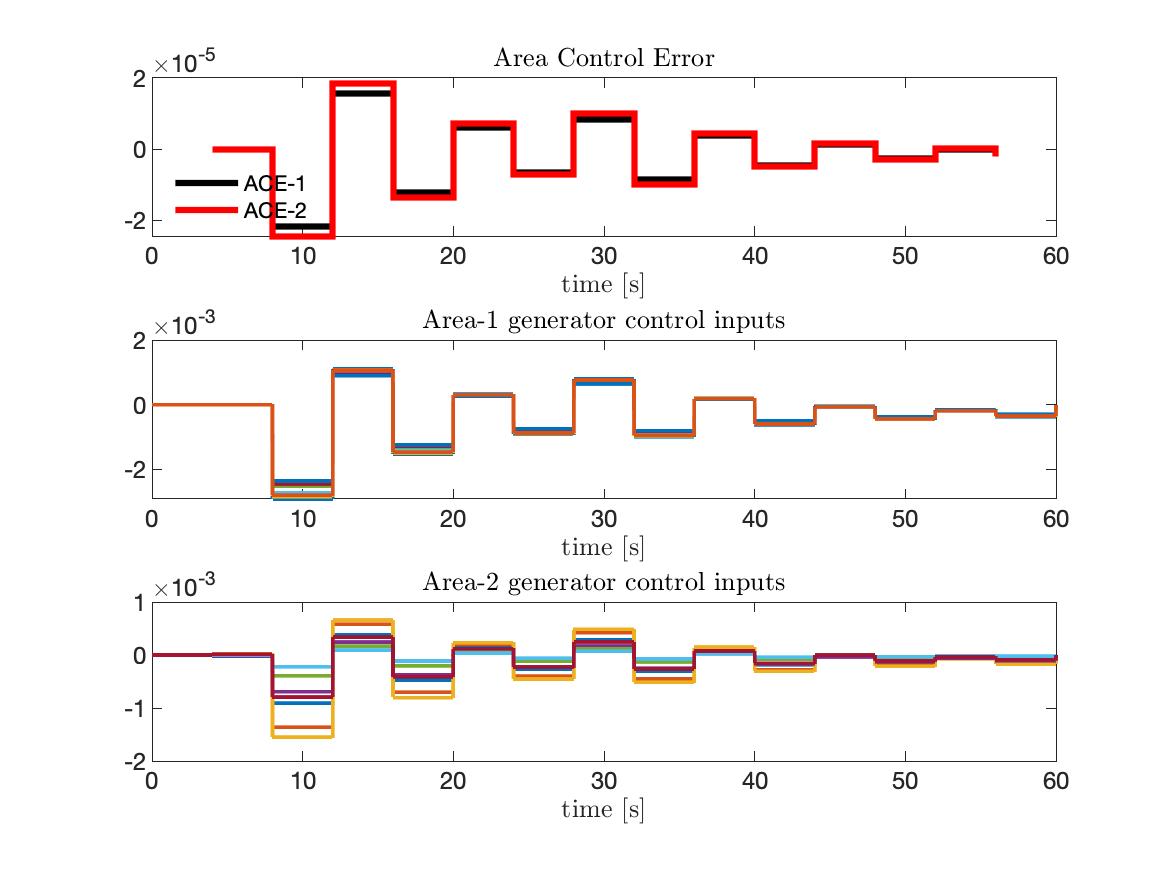 Area Control Error
×10-5
2
0
-2
ACE-1
ACE-2
0 10 20 30 40 50 60
time [s]
Area-1 generator control inputs
×10-3
2
0
-2
0 10 20 30 40 50 60
time [s]
Area-2 generator control inputs
×10-3
1
0
-1
-2
0 10 20 30 40 50 60
time [s]